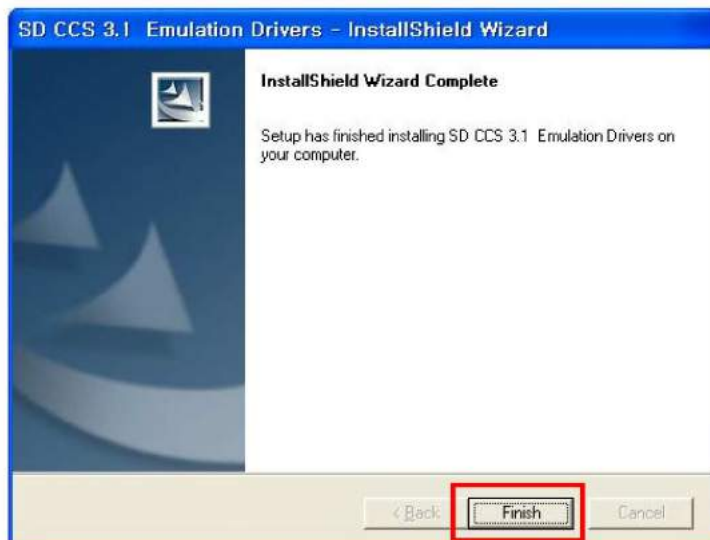 SD CCS 3.1 Emulation Drivers - InstallShield Wizard
InstallShield Wizard Complete
Setup has finished installing SD CCS 3.1 Emulation Drivers on
your computer.
< Back Finish Cancel